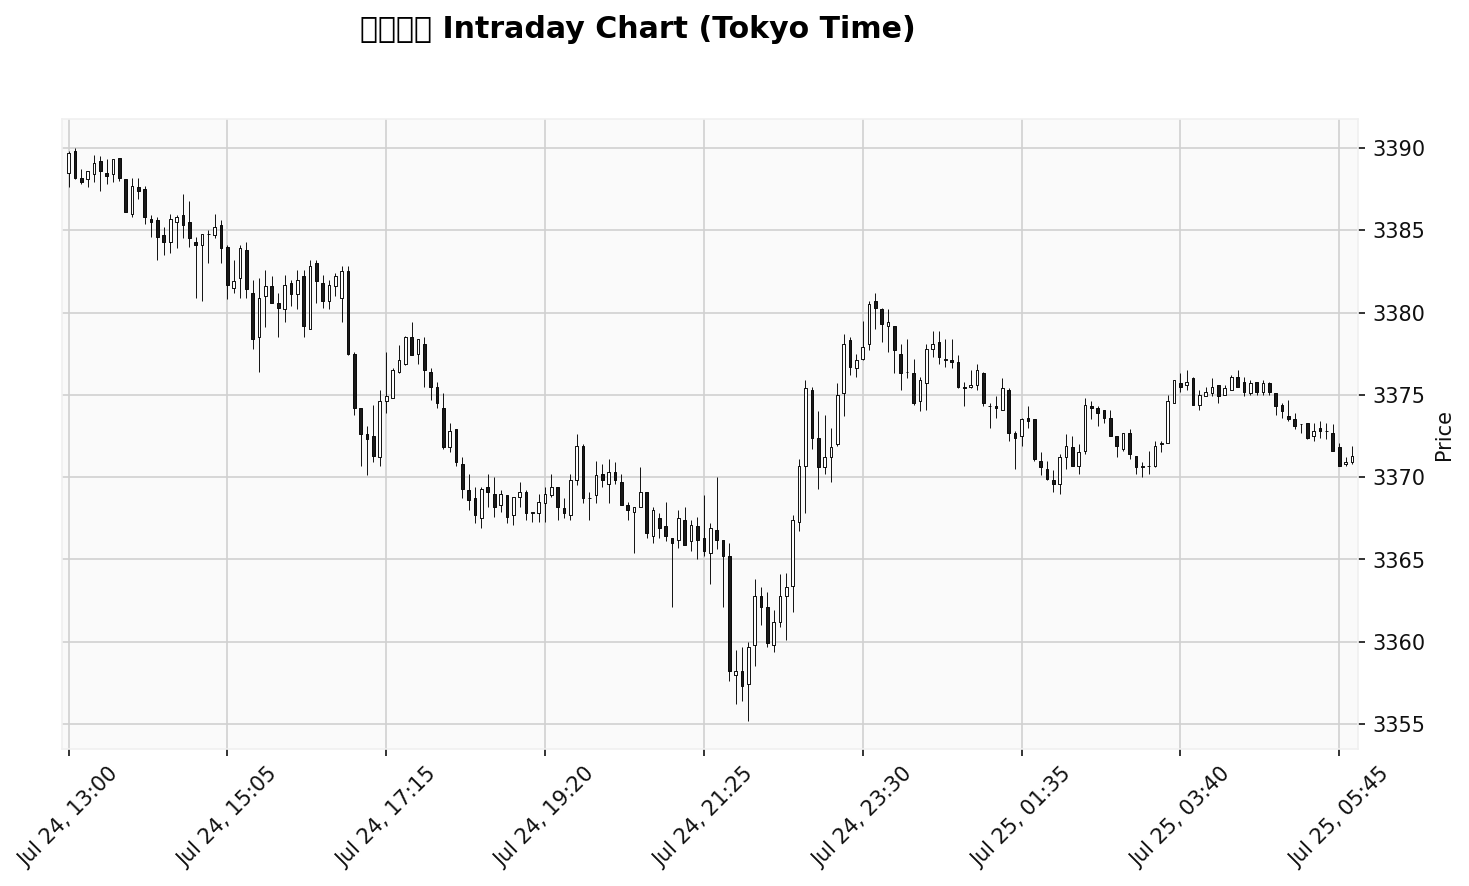 Intraday Chart (Tokyo Time)
3390
3385
3380
3375
3370
3365
3360
3355
Price
Jul 24, 13:00
Jul 24, 15:05
Jul 24, 17:15
Jul 24, 19:20
Jul 24, 21:25
Jul 24, 23:30
Jul 25, 01:35
Jul 25, 03:40
Jul 25, 05:45